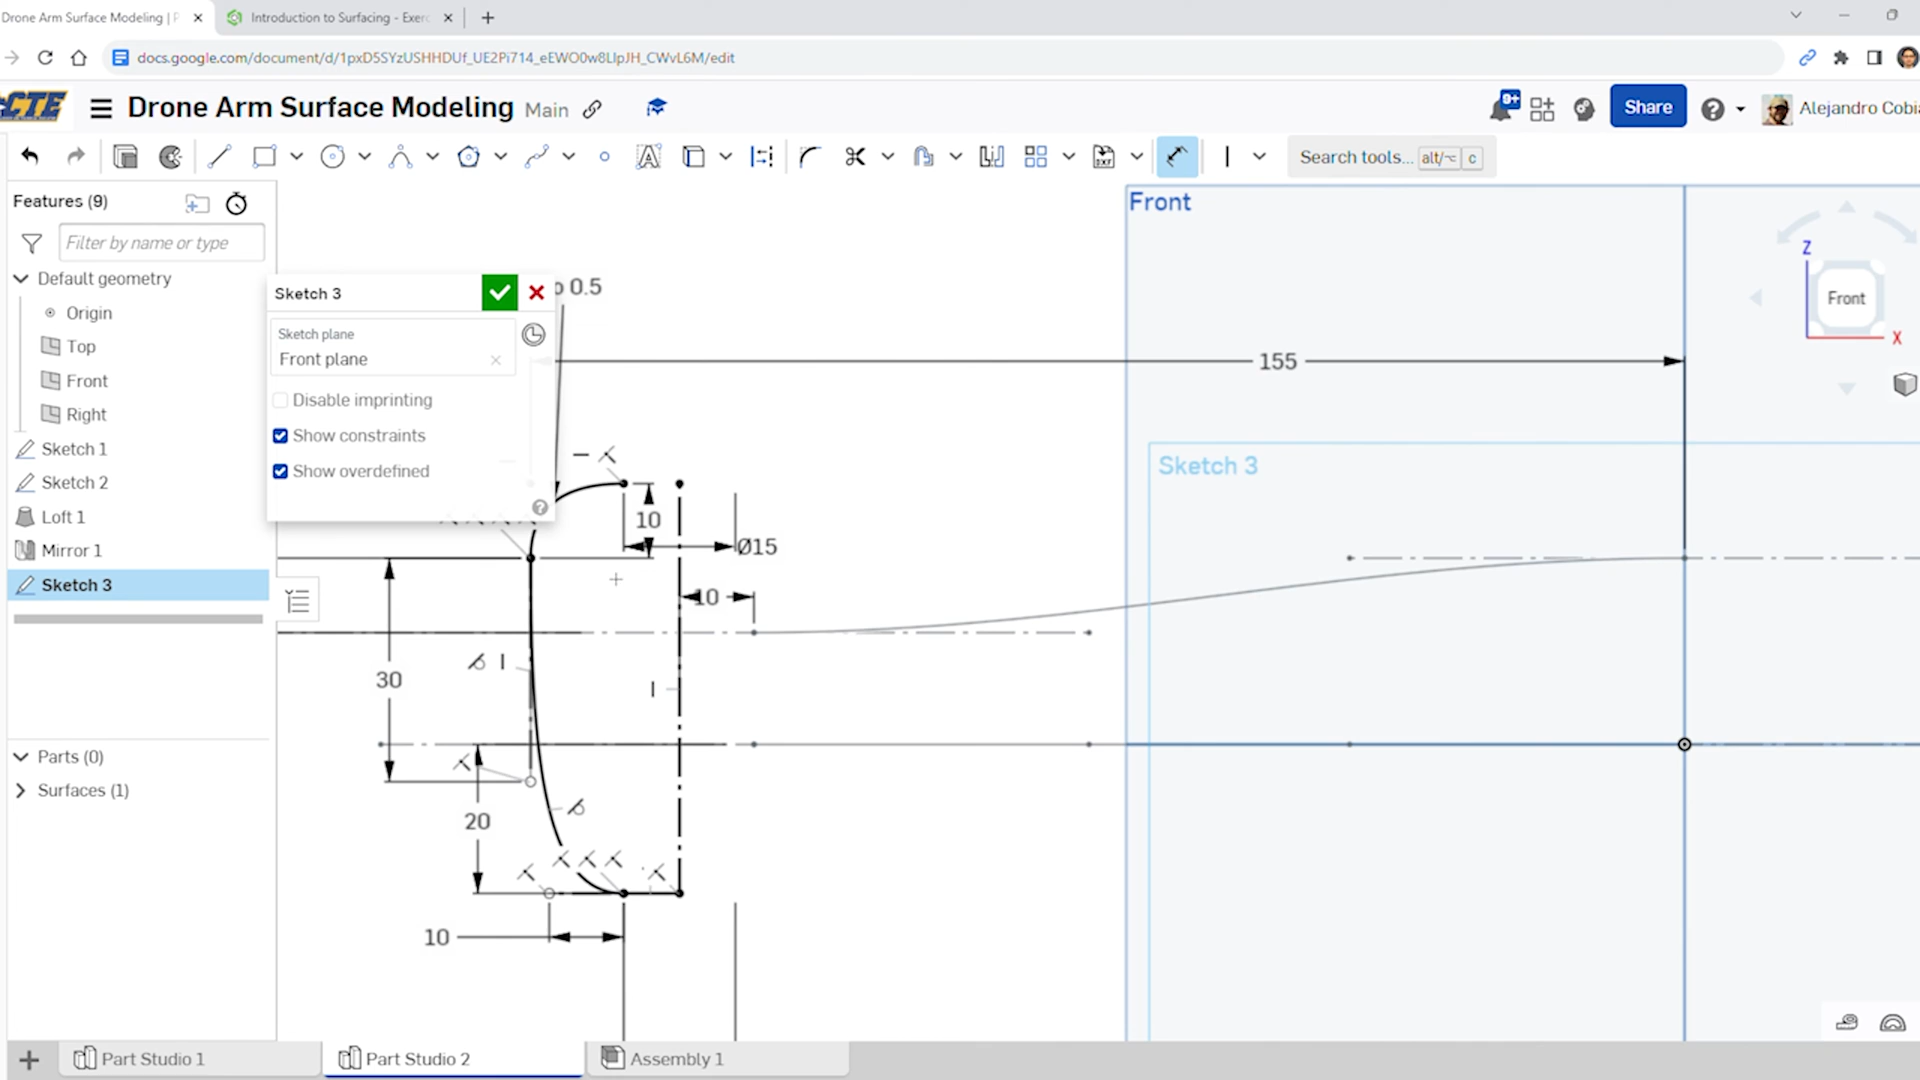 Drone Arm Surface Modeling |
Introduction to Surfacing - Exerc
docs.google.com/document/d/1pxD5SYzUSHHDUf_UE2Pi714_eEWO0w8LlpJH_CWvL6M/edit
CTE
Drone Arm Surface Modeling Main
9+
Share
Alejandro Cobia
Search tools... alt/⌥ c
Features (9)
Filter by name or type
Default geometry
Origin
Top
Front
Right
Sketch 1
Sketch 2
Loft 1
Mirror 1
Sketch 3
Parts (0)
Surfaces (1)
Sketch 3
Sketch plane
Front plane
Disable imprinting
Show constraints
Show overdefined
0.5
155
10
Ø15
10
30
20
10
Front
Sketch 3
Z
Front
X
Part Studio 1
Part Studio 2
Assembly 1